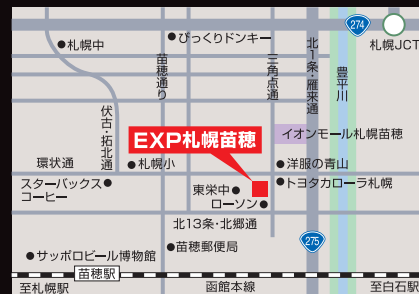 274
札幌中
びっくりドンキー
札幌JCT
苗穂通り
三角点通
北1条・雁来通
豊平川
伏古・拓北通
EXP札幌苗穂
イオンモール札幌苗穂
環状通
札幌小
洋服の青山
スターバックス
コーヒー
東栄中
トヨタカローラ札幌
ローソン
北13条・北郷通
275
苗穂郵便局
サッポロビール博物館
苗穂駅
至札幌駅
函館本線
至白石駅